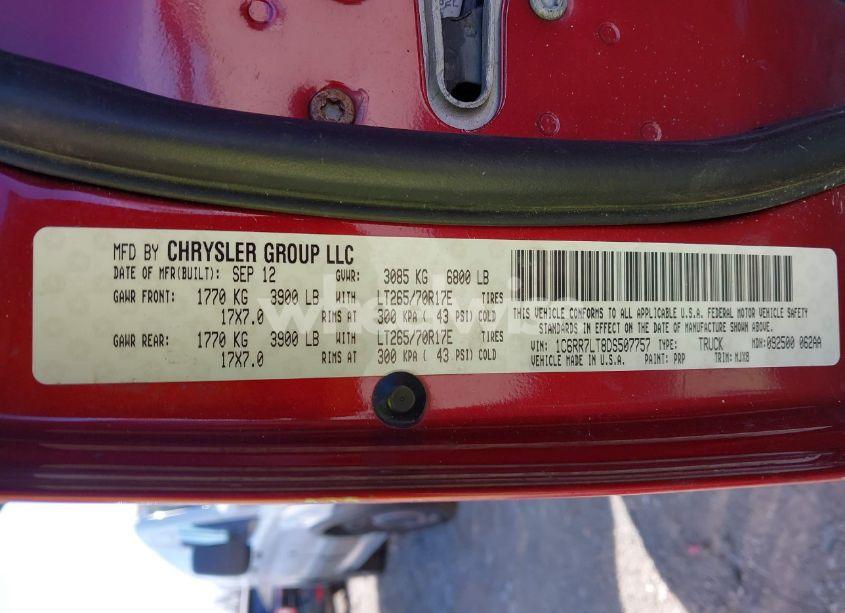 MFD BY CHRYSLER GROUP LLC
DATE OF MFR(BUILT): SEP 12 GVWR: 3085 KG 6800 LB
GAWR FRONT: 1770 KG 3900 LB WITH LT265/70R17E TIRES
17X7.0 RIMS AT 300 KPA ( 43 PSI) COLD
GAWR REAR: 1770 KG 3900 LB WITH LT265/70R17E TIRES
17X7.0 RIMS AT 300 KPA ( 43 PSI) COLD
THIS VEHICLE CONFORMS TO ALL APPLICABLE U.S.A. FEDERAL MOTOR VEHICLE SAFETY
STANDARDS IN EFFECT ON THE DATE OF MANUFACTURE SHOWN ABOVE.
VIN: 1C6RR7LT8DS507757 TYPE: TRUCK MDH: 092500 062AA
VEHICLE MADE IN U.S.A. PAINT: PRP TRIM: MJX8